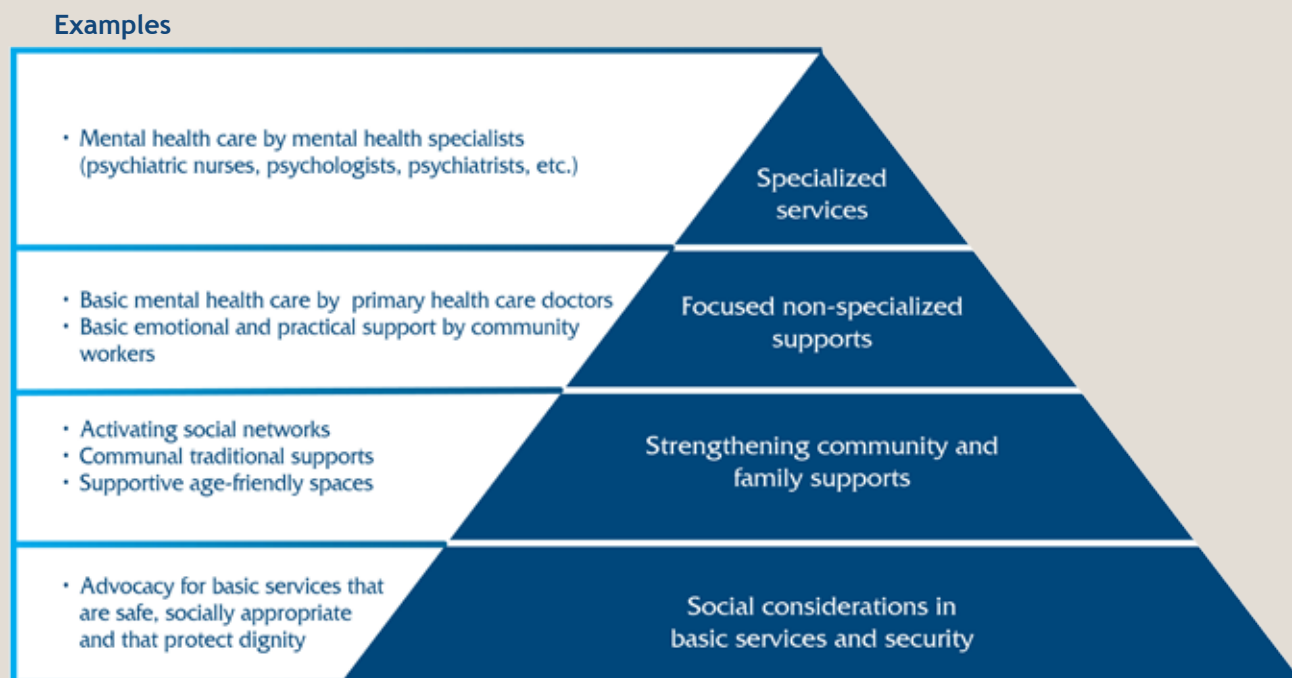 Examples
• Mental health care by mental health specialists
(psychiatric nurses, psychologists, psychiatrists, etc.)
Specialized
services
• Basic mental health care by primary health care doctors
• Basic emotional and practical support by community
workers
Focused non-specialized
supports
• Activating social networks
• Communal traditional supports
• Supportive age-friendly spaces
Strengthening community and
family supports
• Advocacy for basic services that
are safe, socially appropriate
and that protect dignity
Social considerations in
basic services and security